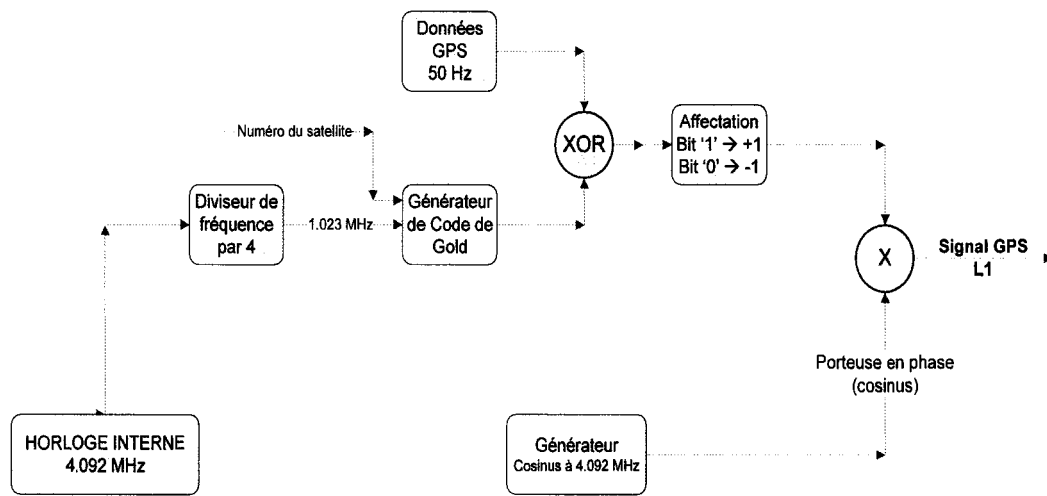 Données
GPS
50 Hz
Numéro du satellite
XOR
Affectation
Bit '1' → +1
Bit '0' → -1
Diviseur de
fréquence
par 4
1.023 MHz
Générateur
de Code de
Gold
X
Signal GPS
L1
Porteuse en phase
(cosinus)
HORLOGE INTERNE
4.092 MHz
Générateur
Cosinus à 4.092 MHz